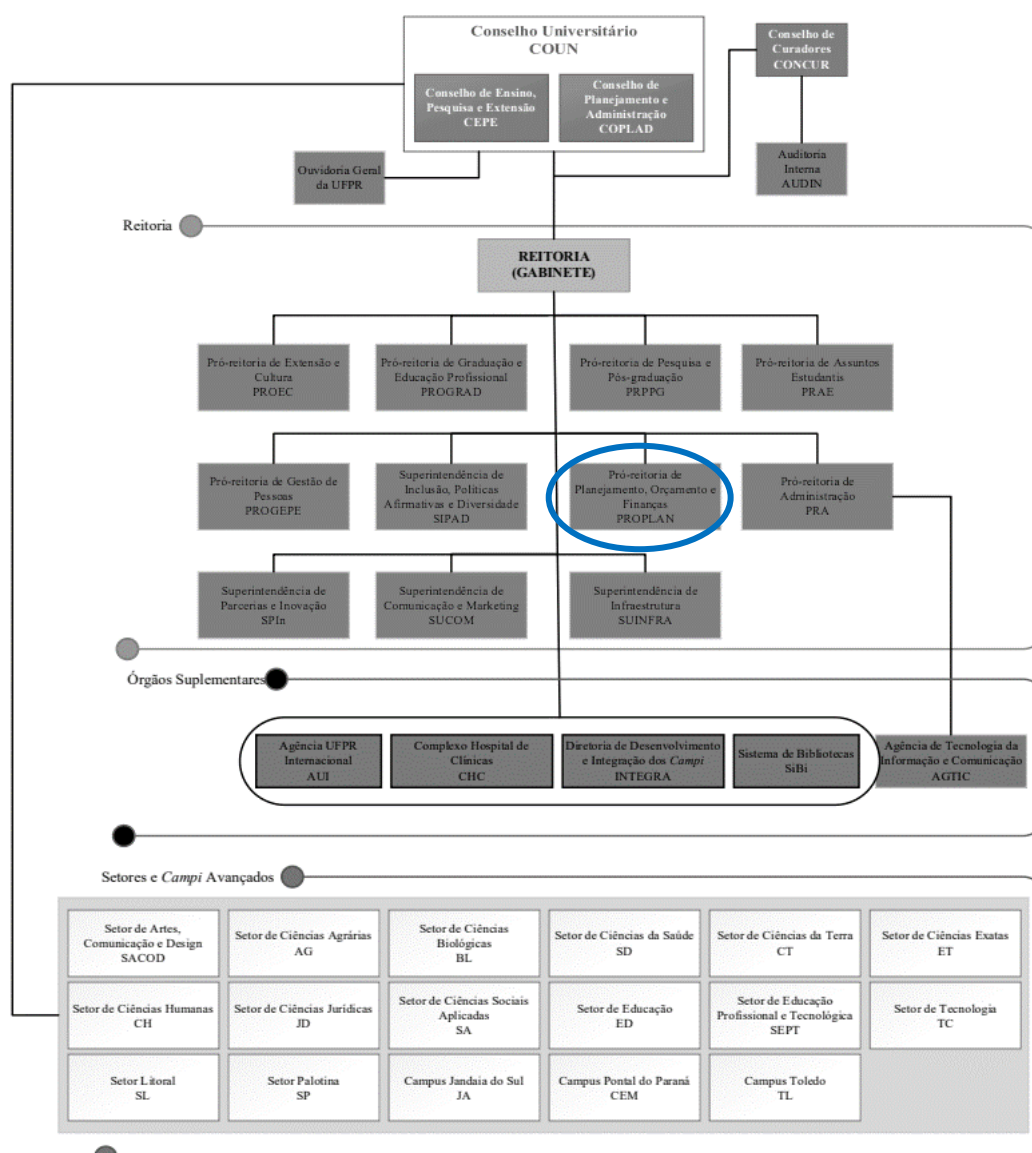 Conselho Universitário
COUN
Conselho de Ensino,
Pesquisa e Extensão
CEPE
Conselho de
Planejamento e
Administração
COPLAD
Conselho de
Curadores
CONCUR
Ouvidoria Geral
da UFPR
Auditoria
Interna
AUDIN
Reitoria
REITORIA
(GABINETE)
Pró-reitoria de Extensão e
Cultura
PROEC
Pró-reitoria de Graduação e
Educação Profissional
PROGRAD
Pró-reitoria de Pesquisa e
Pós-graduação
PRPPG
Pró-reitoria de Assuntos
Estudantis
PRAE
Pró-reitoria de Gestão de
Pessoas
PROGEPE
Superintendência de
Inclusão, Políticas
Afirmativas e Diversidade
SIPAD
Pró-reitoria de
Planejamento, Orçamento e
Finanças
PROPLAN
Pró-reitoria de
Administração
PRA
Superintendência de
Parcerias e Inovação
SPIn
Superintendência de
Comunicação e Marketing
SUCOM
Superintendência de
Infraestrutura
SUINFRA
Órgãos Suplementares
Agência UFPR
Internacional
AUI
Complexo Hospital de
Clínicas
CHC
Diretoria de Desenvolvimento
e Integração dos Campi
INTEGRA
Sistema de Bibliotecas
SiBi
Agência de Tecnologia da
Informação e Comunicação
AGTIC
Setores e Campi Avançados
Setor de Artes,
Comunicação e Design
SACOD
Setor de Ciências Agrárias
AG
Setor de Ciências
Biológicas
BL
Setor de Ciências da Saúde
SD
Setor de Ciências da Terra
CT
Setor de Ciências Exatas
ET
Setor de Ciências Humanas
CH
Setor de Ciências Jurídicas
JD
Setor de Ciências Sociais
Aplicadas
SA
Setor de Educação
ED
Setor de Educação
Profissional e Tecnológica
SEPT
Setor de Tecnologia
TC
Setor Litoral
SL
Setor Palotina
SP
Campus Jandaia do Sul
JA
Campus Pontal do Paraná
CEM
Campus Toledo
TL